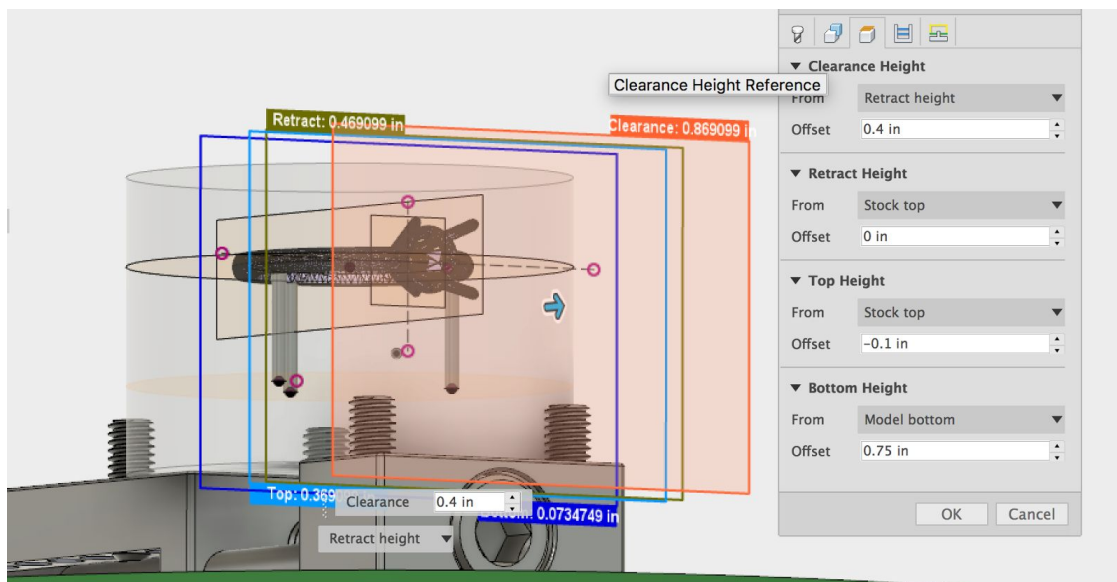 Clearance Height
Clearance Height Reference
From Retract height
Offset 0.4 in
Retract: 0.469099 in
Clearance: 0.869099 in
Retract Height
From Stock top
Offset 0 in
Top Height
From Stock top
Offset -0.1 in
Bottom Height
From Model bottom
Offset 0.75 in
Top: 0.369
Clearance 0.4 in
0.0734749 in
Retract height
OK Cancel